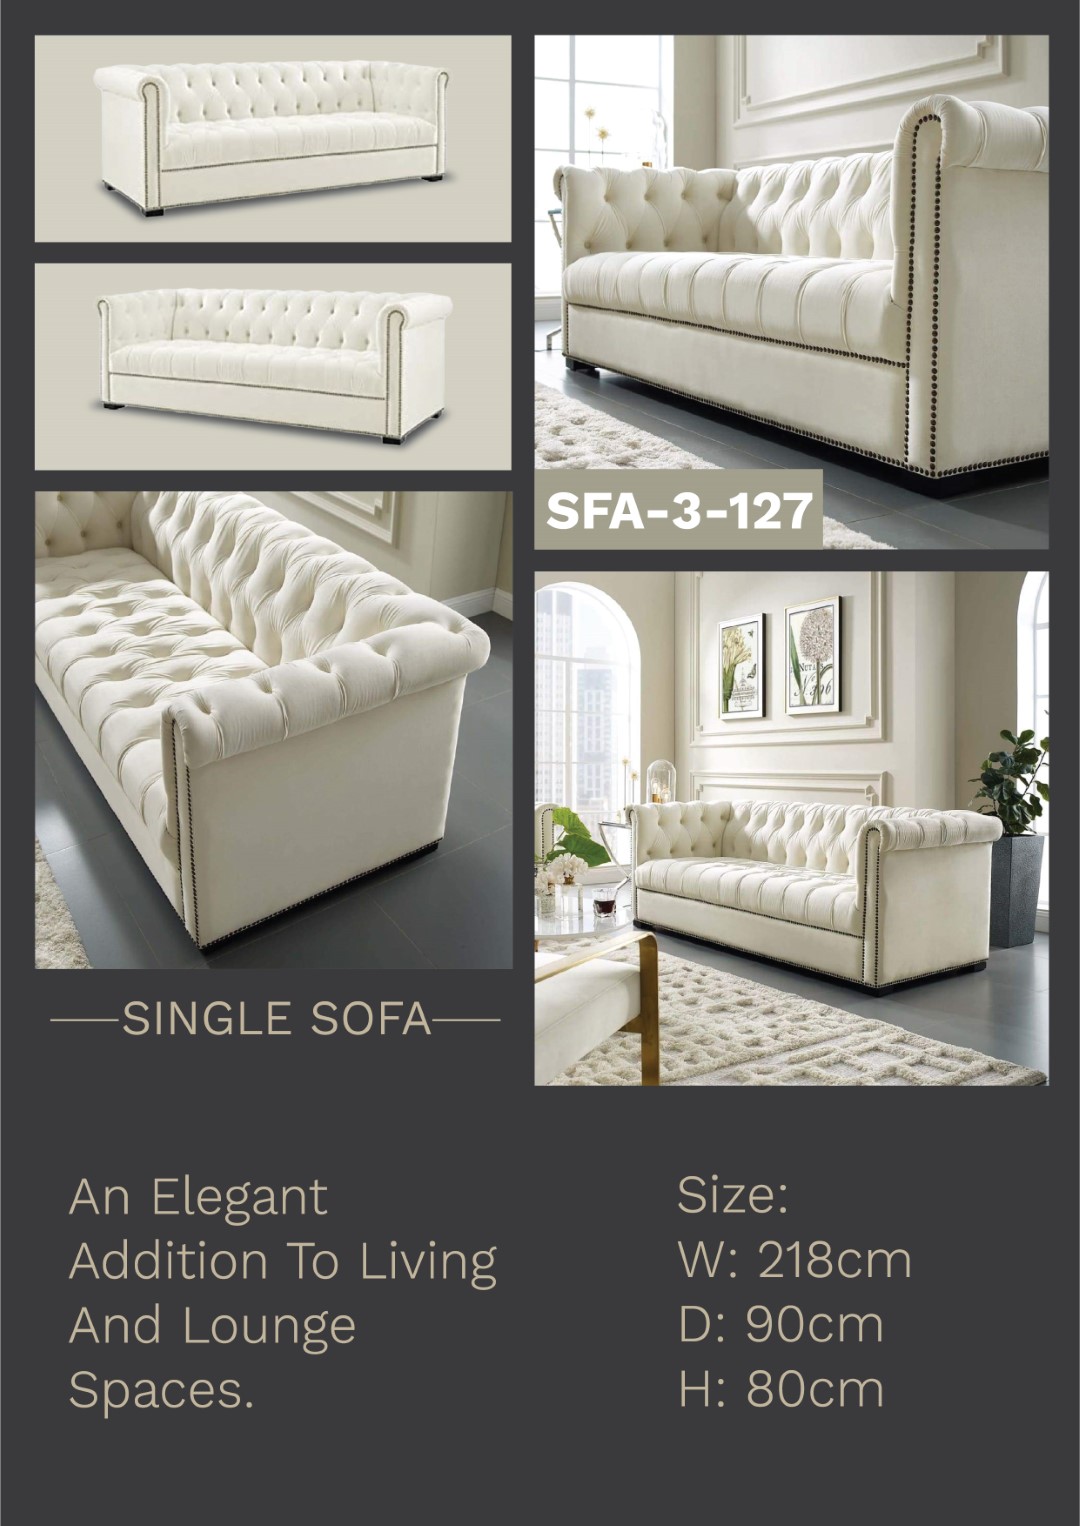 SFA-3-127
SINGLE SOFA
An Elegant
Addition To Living
And Lounge
Spaces.
Size:
W: 218cm
D: 90cm
H: 80cm